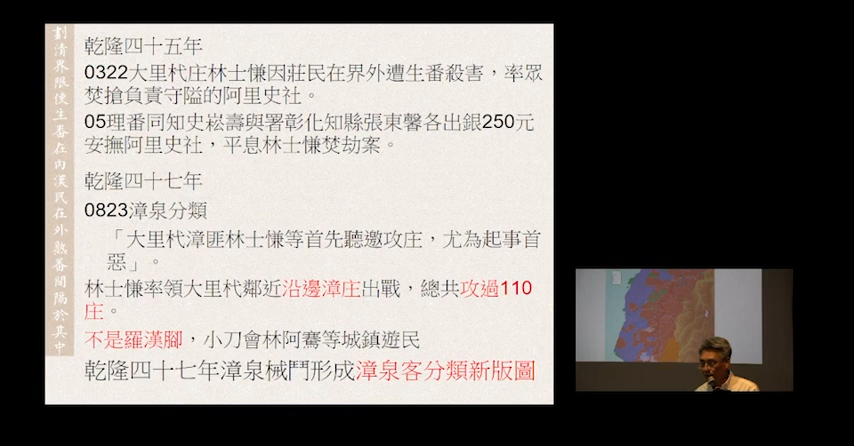 劃清界限使生番在內漢民在外熟番間隔於其中
乾隆四十五年
0322大里杙庄林士慊因莊民在界外遭生番殺害，率眾
焚搶負責守隘的阿里史社。
05理番同知史崧壽與署彰化知縣張東馨各出銀250元
安撫阿里史社，平息林士慊焚劫案。
乾隆四十七年
0823漳泉分類
「大里杙漳匪林士慊等首先聽邀攻庄，尤為起事首
惡」。
林士慊率領大里杙鄰近沿邊漳庄出戰，總共攻過110
庄。
不是羅漢腳，小刀會林阿騫等城鎮遊民
乾隆四十七年漳泉械鬥形成漳泉客分類新版圖